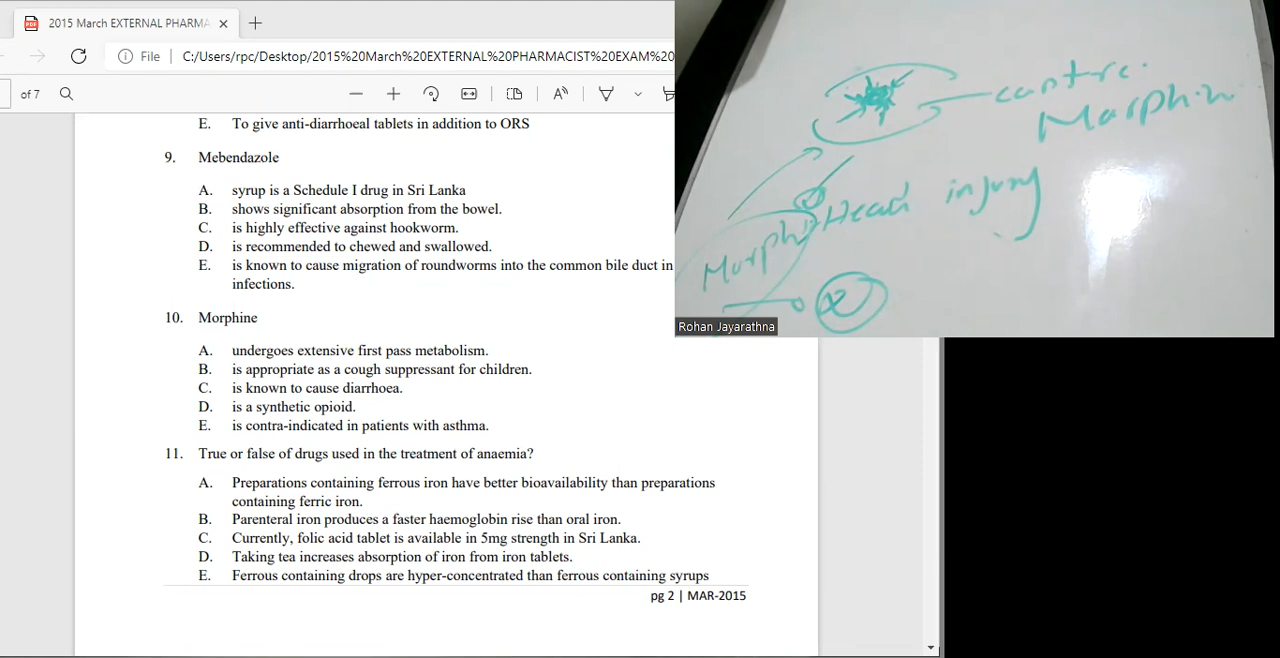 2015 March EXTERNAL PHARMA
File
C:/Users/rpc/Desktop/2015%20March%20EXTERNAL%20PHARMACIST%20EXAM%20
of 7
E. To give anti-diarrhoeal tablets in addition to ORS
9. Mebendazole
A. syrup is a Schedule I drug in Sri Lanka
B. shows significant absorption from the bowel.
C. is highly effective against hookworm.
D. is recommended to chewed and swallowed.
E. is known to cause migration of roundworms into the common bile duct in
infections.
10. Morphine
A. undergoes extensive first pass metabolism.
B. is appropriate as a cough suppressant for children.
C. is known to cause diarrhoea.
D. is a synthetic opioid.
E. is contra-indicated in patients with asthma.
11. True or false of drugs used in the treatment of anaemia?
A. Preparations containing ferrous iron have better bioavailability than preparations
containing ferric iron.
B. Parenteral iron produces a faster haemoglobin rise than oral iron.
C. Currently, folic acid tablet is available in 5mg strength in Sri Lanka.
D. Taking tea increases absorption of iron from iron tablets.
E. Ferrous containing drops are hyper-concentrated than ferrous containing syrups
pg 2 | MAR-2015
Morphin
Head injury
Rohan Jayarathna